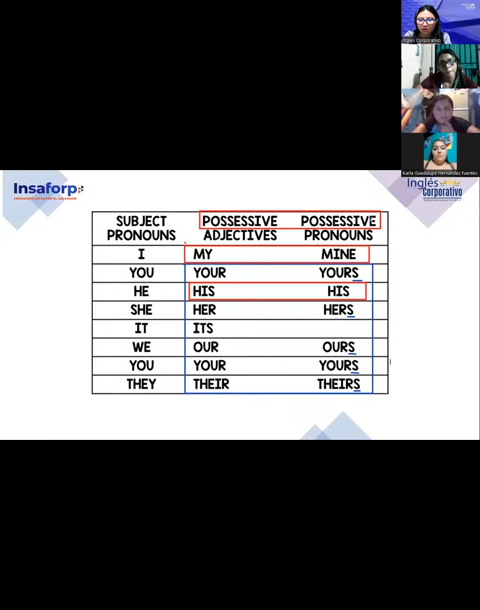 Inglés Corporativo
Karla Guadalupe Hernández Fuentes
Insaforp
Inglés
Corporativo
SUBJECT PRONOUNS POSSESSIVE ADJECTIVES POSSESSIVE PRONOUNS
I MY MINE
YOU YOUR YOURS
HE HIS HIS
SHE HER HERS
IT ITS
WE OUR OURS
YOU YOUR YOURS
THEY THEIR THEIRS